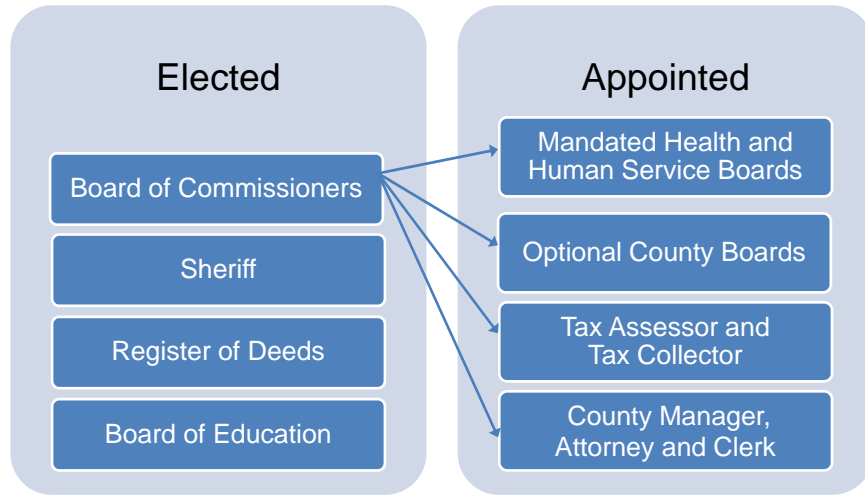 Elected
Board of Commissioners
Sheriff
Register of Deeds
Board of Education
Appointed
Mandated Health and
Human Service Boards
Optional County Boards
Tax Assessor and
Tax Collector
County Manager,
Attorney and Clerk